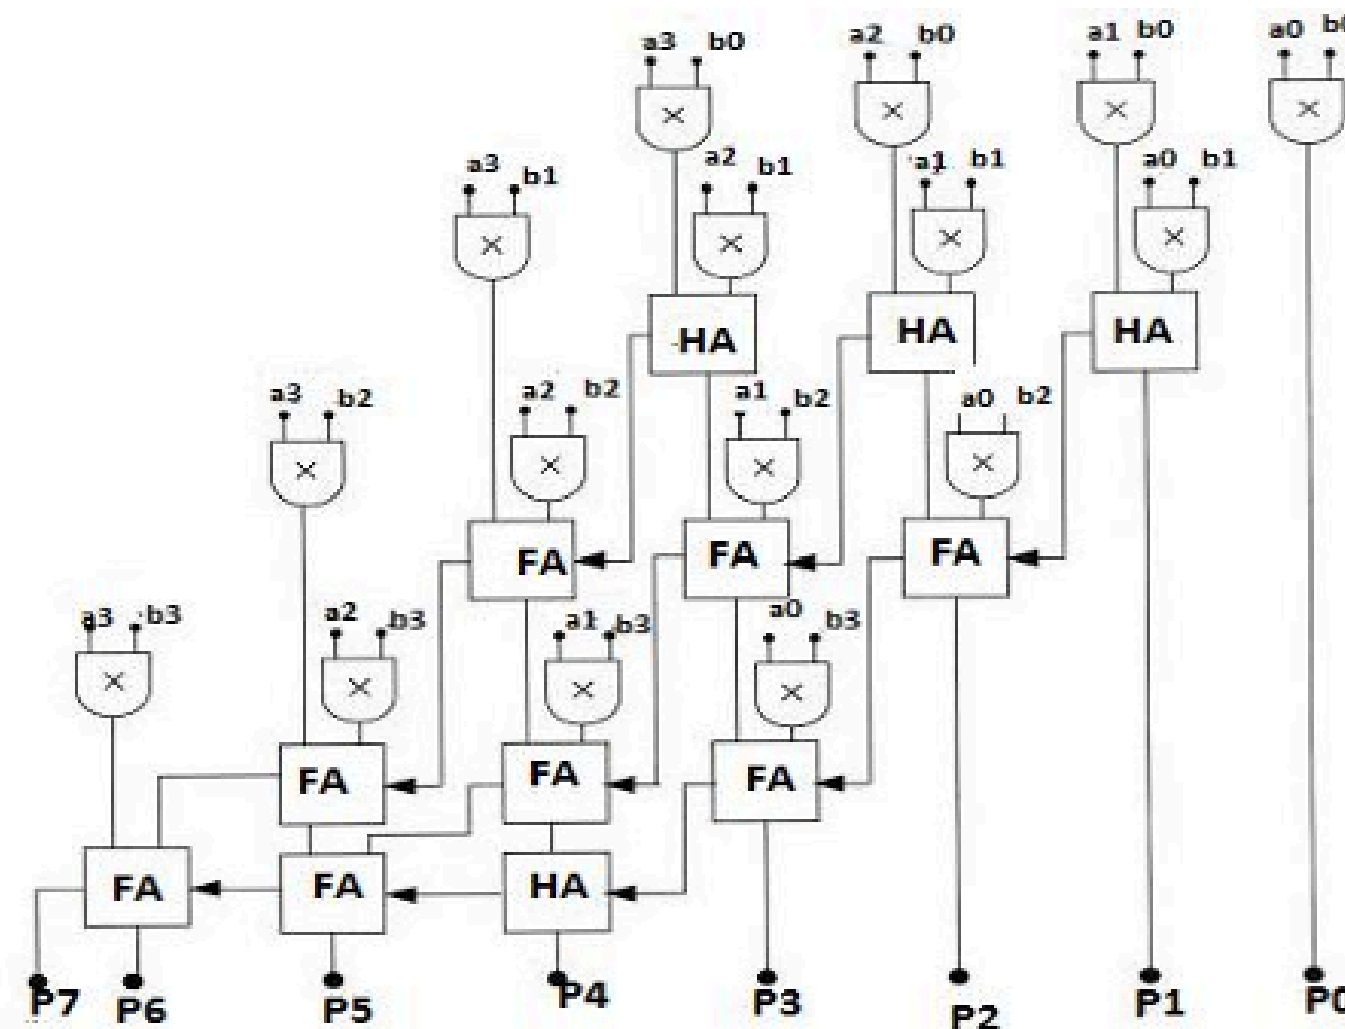 a3 b0 a2 b0 a1 b0 a0
a3 b1 a2 b1 a1 b1 a0 b1
HA HA HA
a3 b2 a2 b2 a1 b2 a0 b2
FA FA FA
a3 b3 a2 b3 a1 b3 a0 b3
FA FA FA
FA FA HA
P7 P6 P5 P4 P3 P2 P1 P0